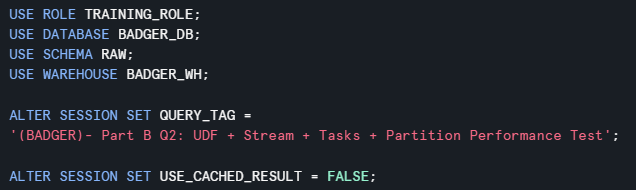 USE ROLE TRAINING_ROLE;
USE DATABASE BADGER_DB;
USE SCHEMA RAW;
USE WAREHOUSE BADGER_WH;
ALTER SESSION SET QUERY_TAG =
'(BADGER)- Part B Q2: UDF + Stream + Tasks + Partition Performance Test';
ALTER SESSION SET USE_CACHED_RESULT = FALSE;